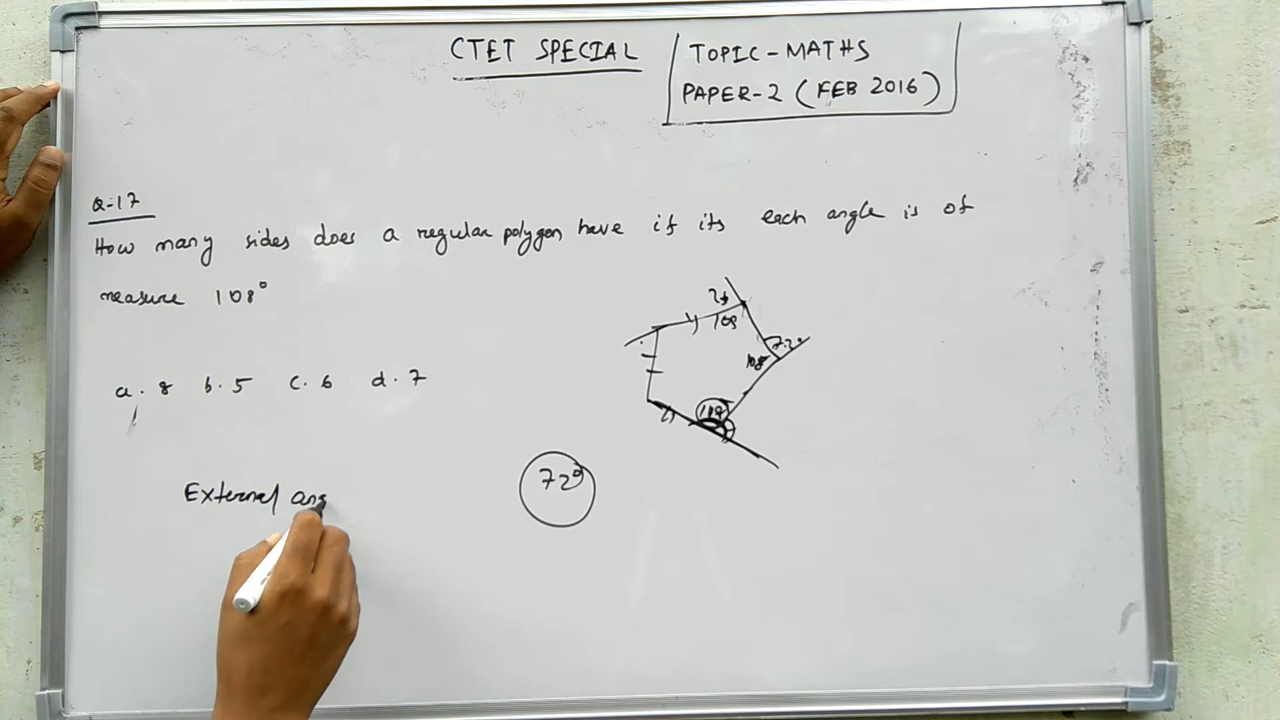 CTET SPECIAL
TOPIC-MATHS
PAPER-2 (FEB 2016)
Q-17
How many sides does a regular polygon have if its each angle is of
measure 108°
a. 8 b. 5 c. 6 d. 7
108
72°
108
108
72°
External ang